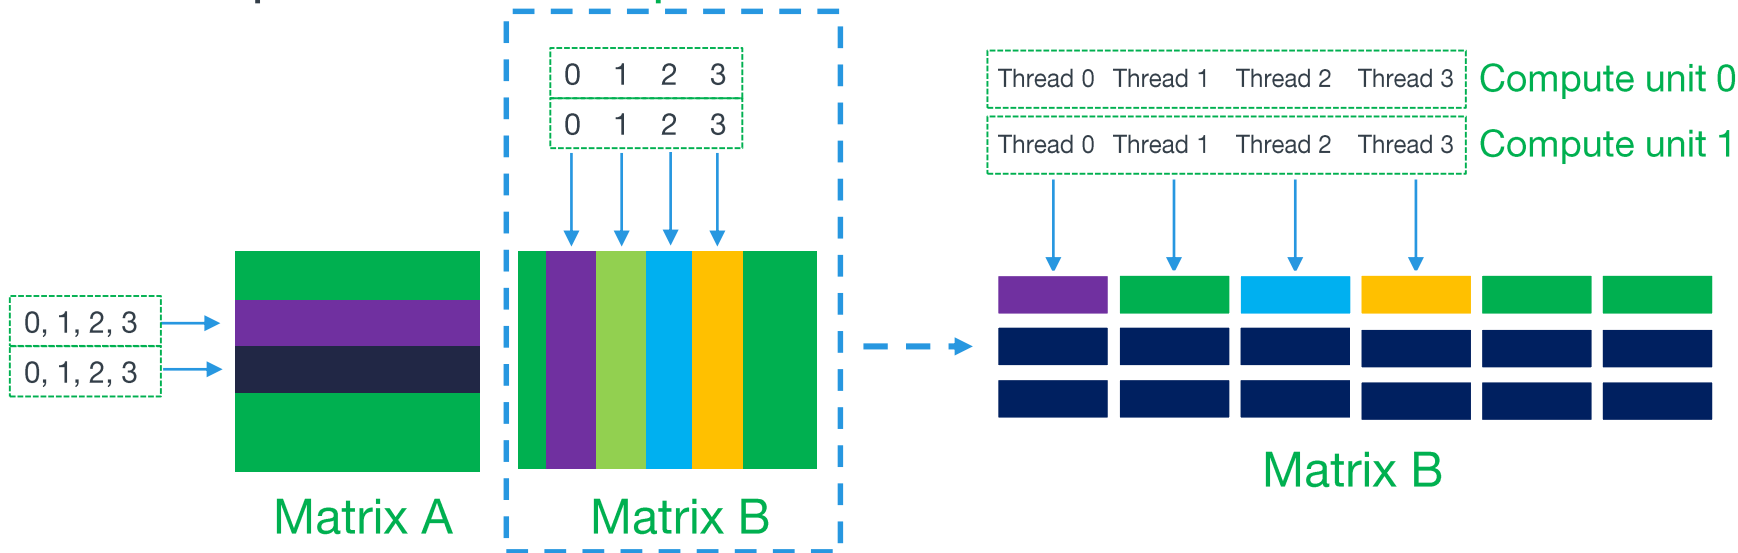 0 1 2 3
0 1 2 3
0, 1, 2, 3
0, 1, 2, 3
Matrix A
Matrix B
Thread 0 Thread 1 Thread 2 Thread 3 Compute unit 0
Thread 0 Thread 1 Thread 2 Thread 3 Compute unit 1
Matrix B